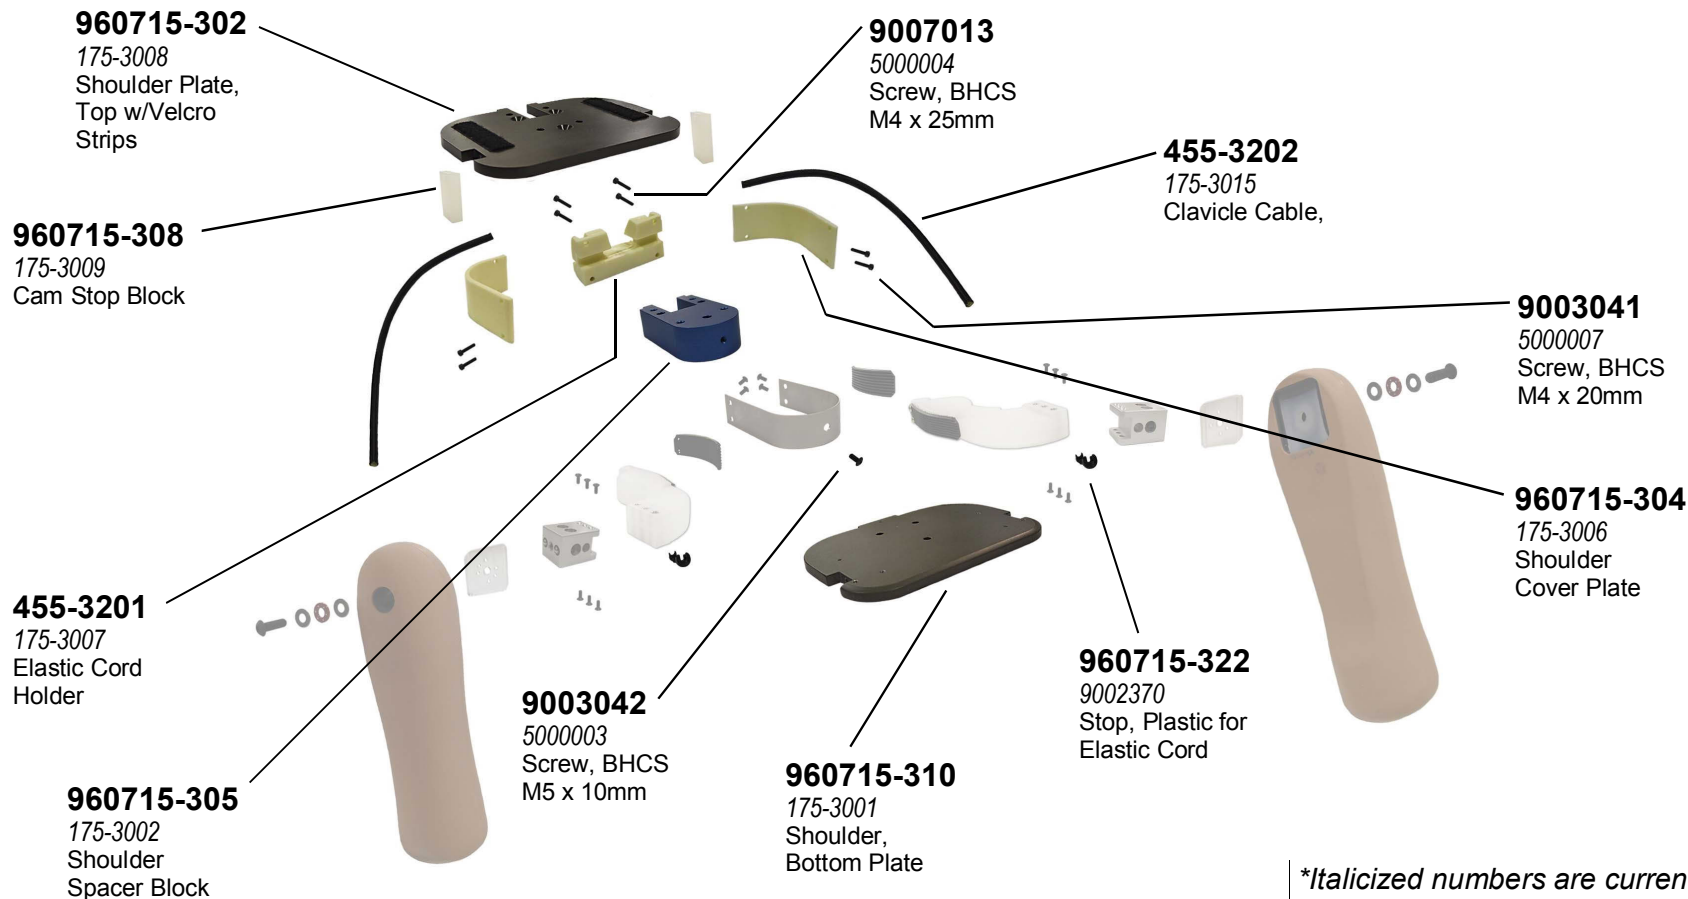 960715-302
175-3008
Shoulder Plate,
Top w/Velcro
Strips
9007013
5000004
Screw, BHCS
M4 x 25mm
455-3202
175-3015
Clavicle Cable,
960715-308
175-3009
Cam Stop Block
9003041
5000007
Screw, BHCS
M4 x 20mm
960715-304
175-3006
Shoulder
Cover Plate
455-3201
175-3007
Elastic Cord
Holder
960715-322
9002370
Stop, Plastic for
Elastic Cord
9003042
5000003
Screw, BHCS
M5 x 10mm
960715-310
175-3001
Shoulder,
Bottom Plate
960715-305
175-3002
Shoulder
Spacer Block
*Italicized numbers are curren